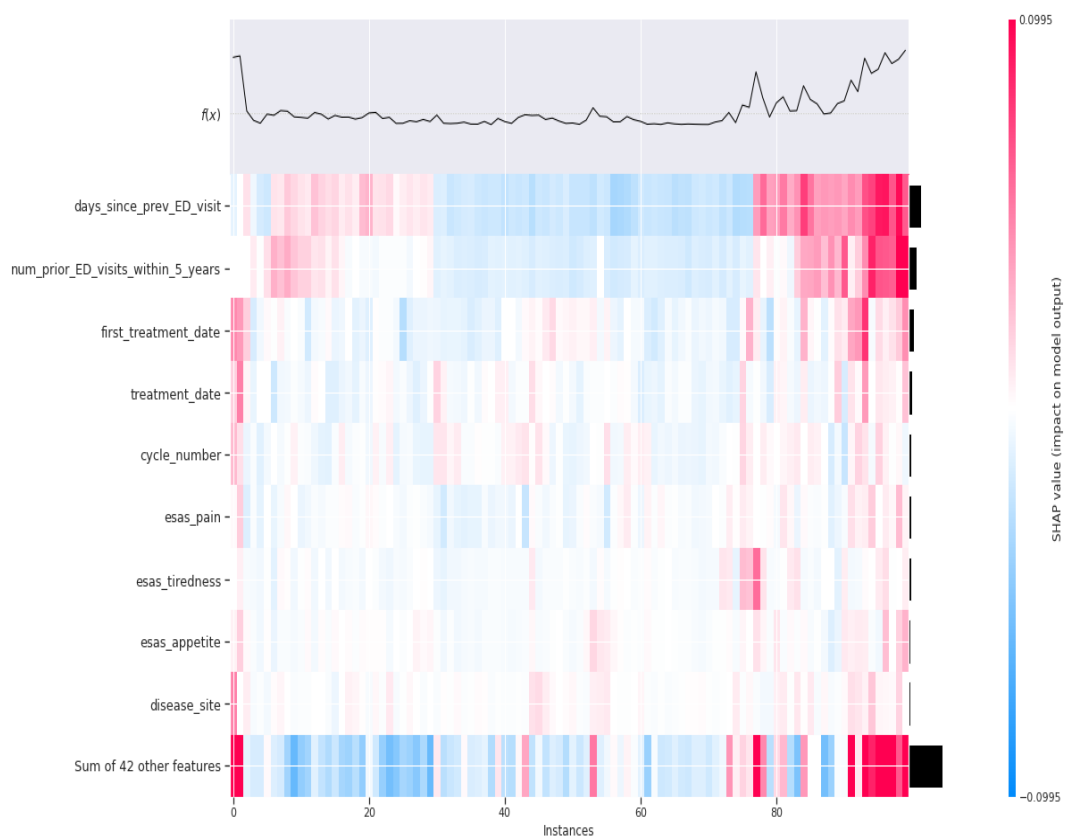 0.0995
f(x)
days_since_prev_ED_visit
num_prior_ED_visits_within_5_years
first_treatment_date
treatment_date
cycle_number
esas_pain
esas_tiredness
esas_appetite
disease_site
Sum of 42 other features
SHAP value (impact on model output)
−0.0995
0 20 40 60 80
Instances